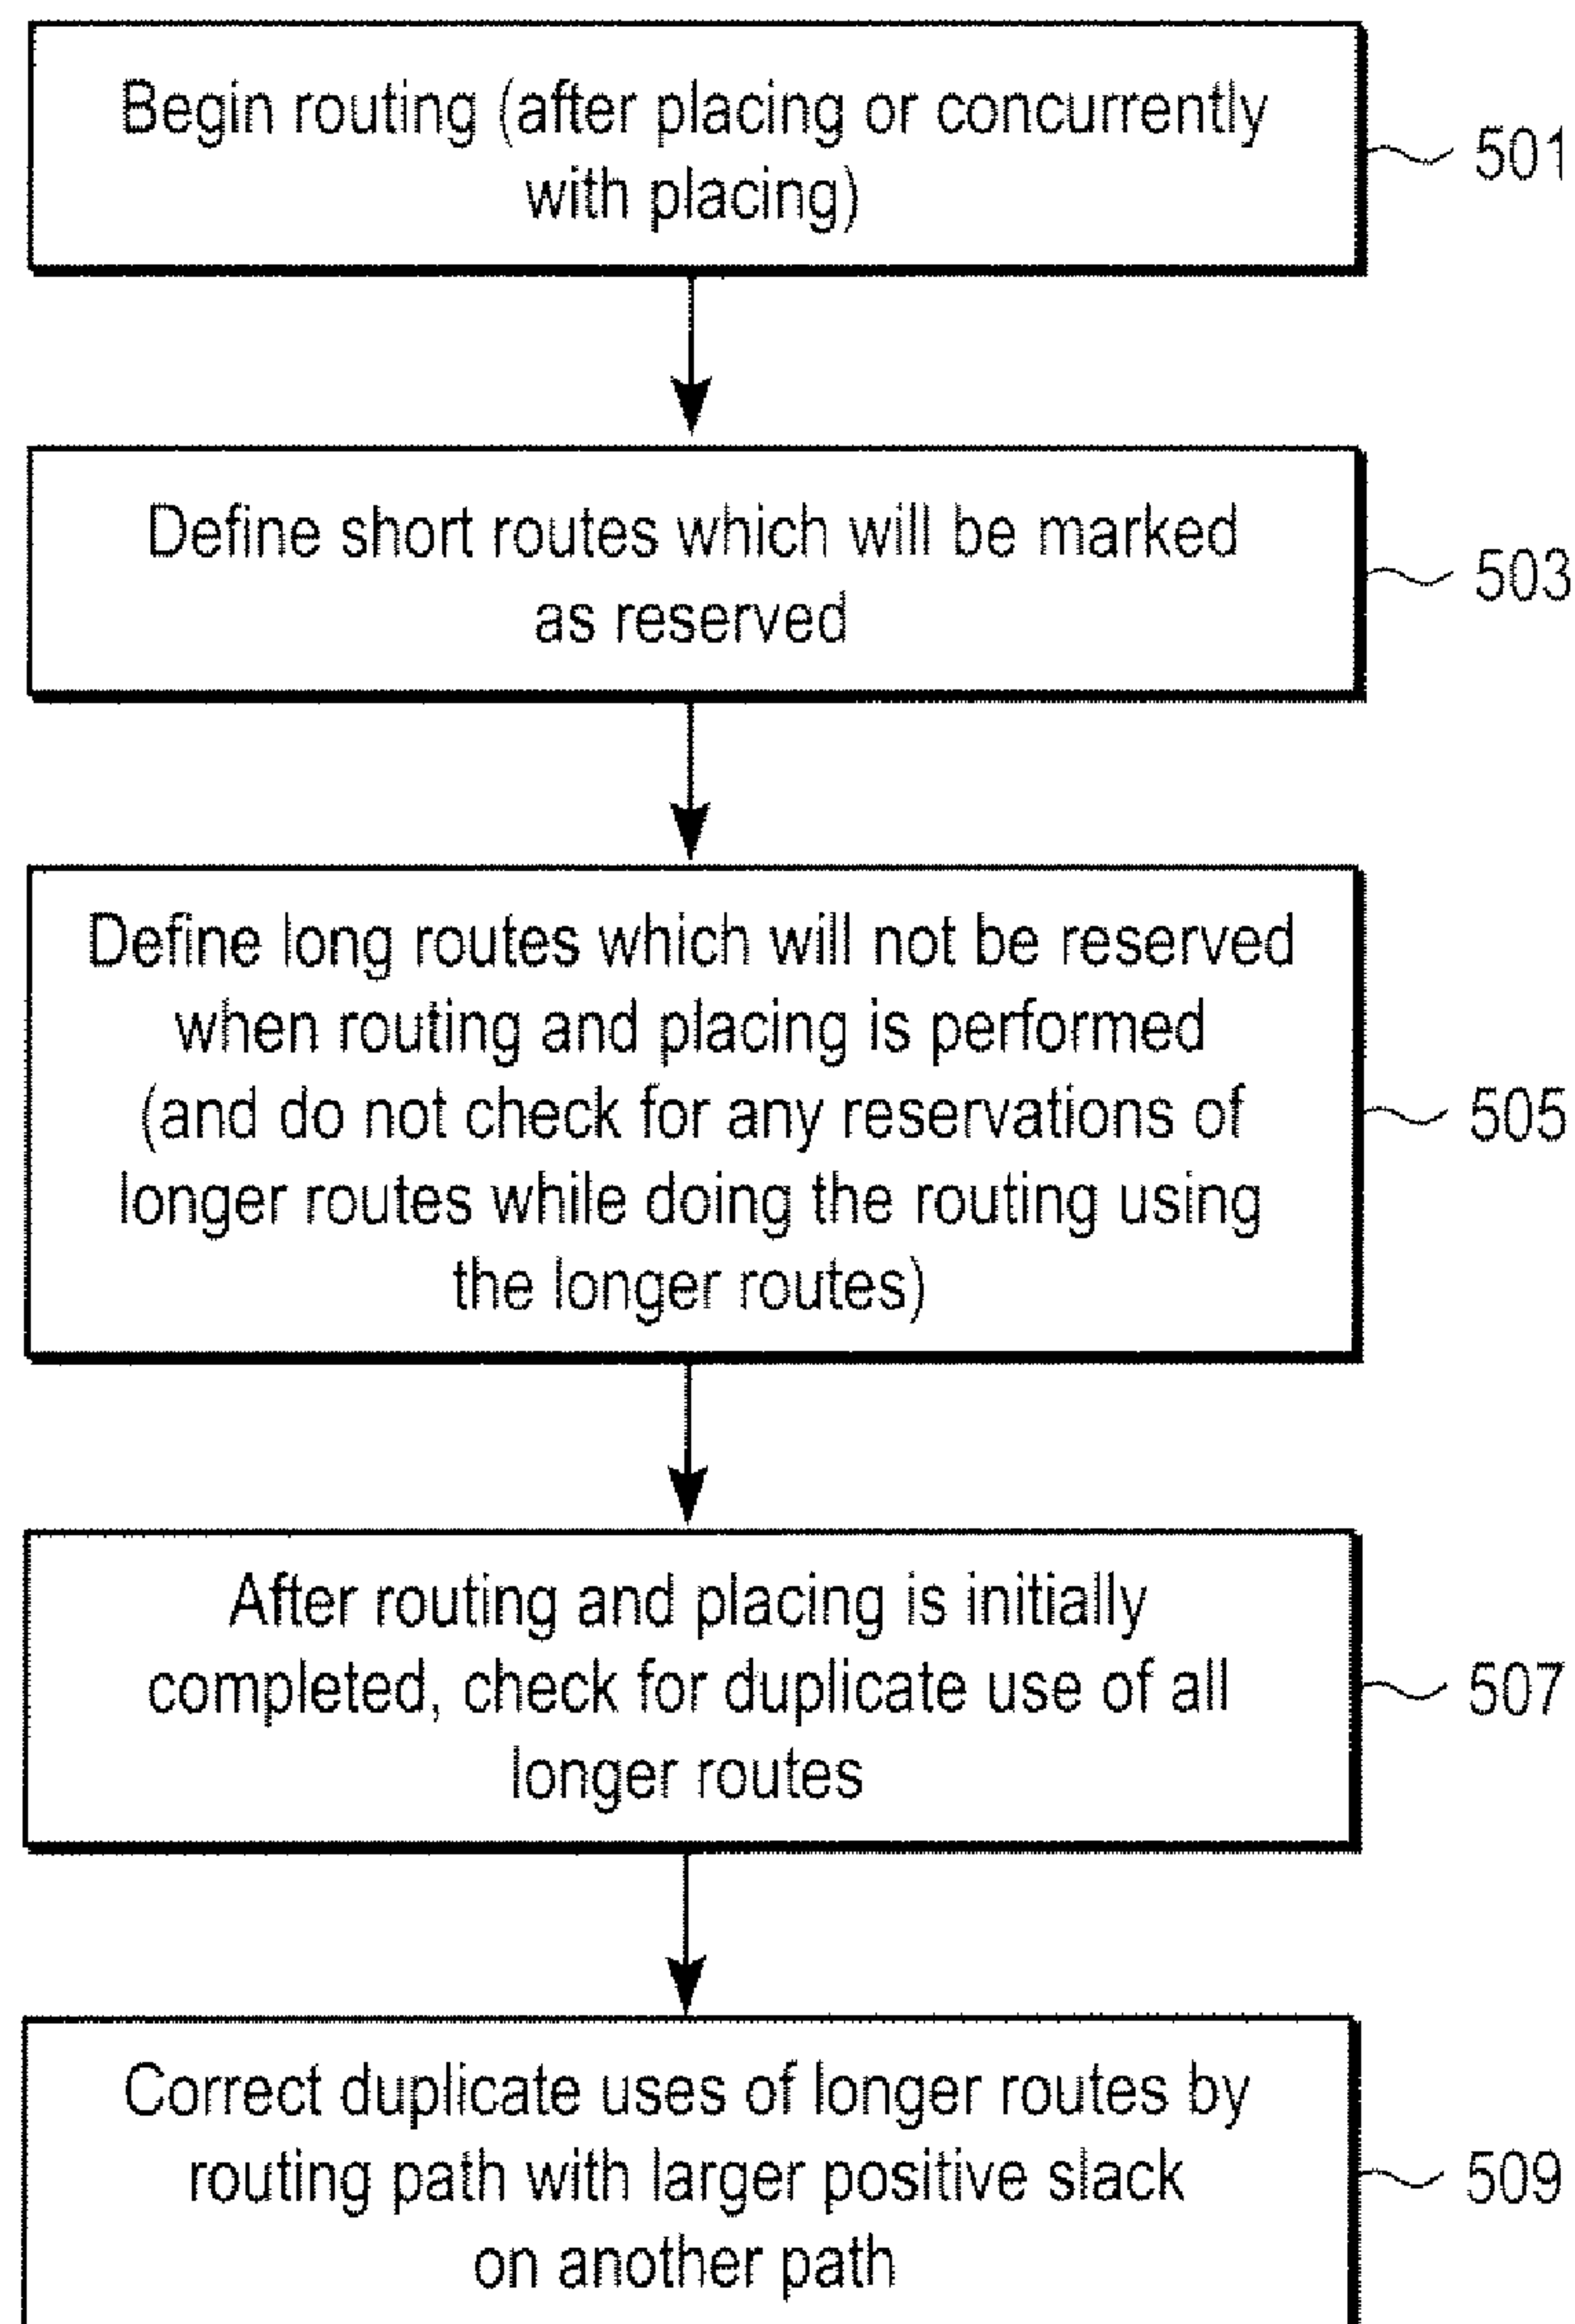 Begin routing (after placing or concurrently
with placing)
501
Define short routes which will be marked
as reserved
503
Define long routes which will not be reserved
when routing and placing is performed
(and do not check for any reservations of
longer routes while doing the routing using
the longer routes)
505
After routing and placing is initially
completed, check for duplicate use of all
longer routes
507
Correct duplicate uses of longer routes by
routing path with larger positive slack
on another path
509